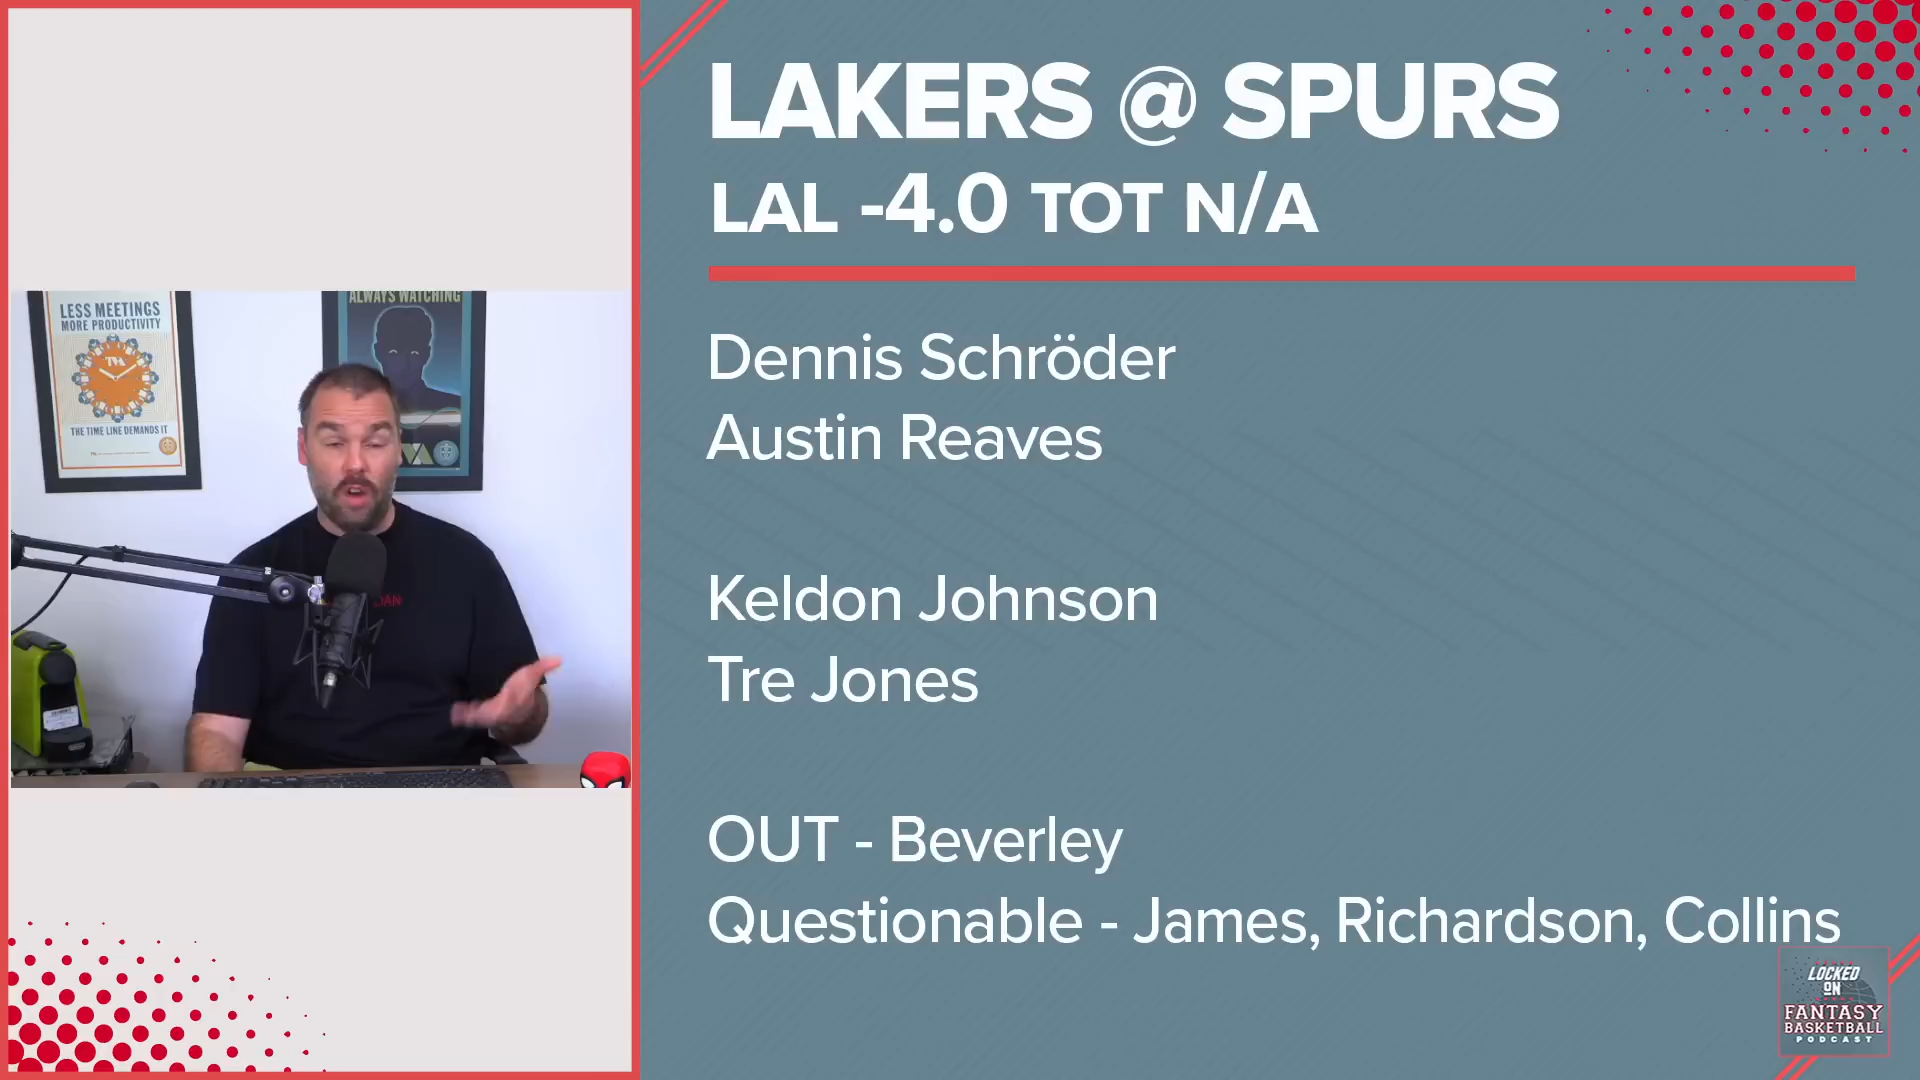 LAKERS @ SPURS
LAL -4.0 TOT N/A
Dennis Schröder
Austin Reaves
Keldon Johnson
Tre Jones
OUT - Beverley
Questionable - James, Richardson, Collins
LESS MEETINGS
MORE PRODUCTIVITY
TVA
THE TIME LINE DEMANDS IT
ALWAYS WATCHING
LOCKED
ON
FANTASY
BASKETBALL
PODCAST